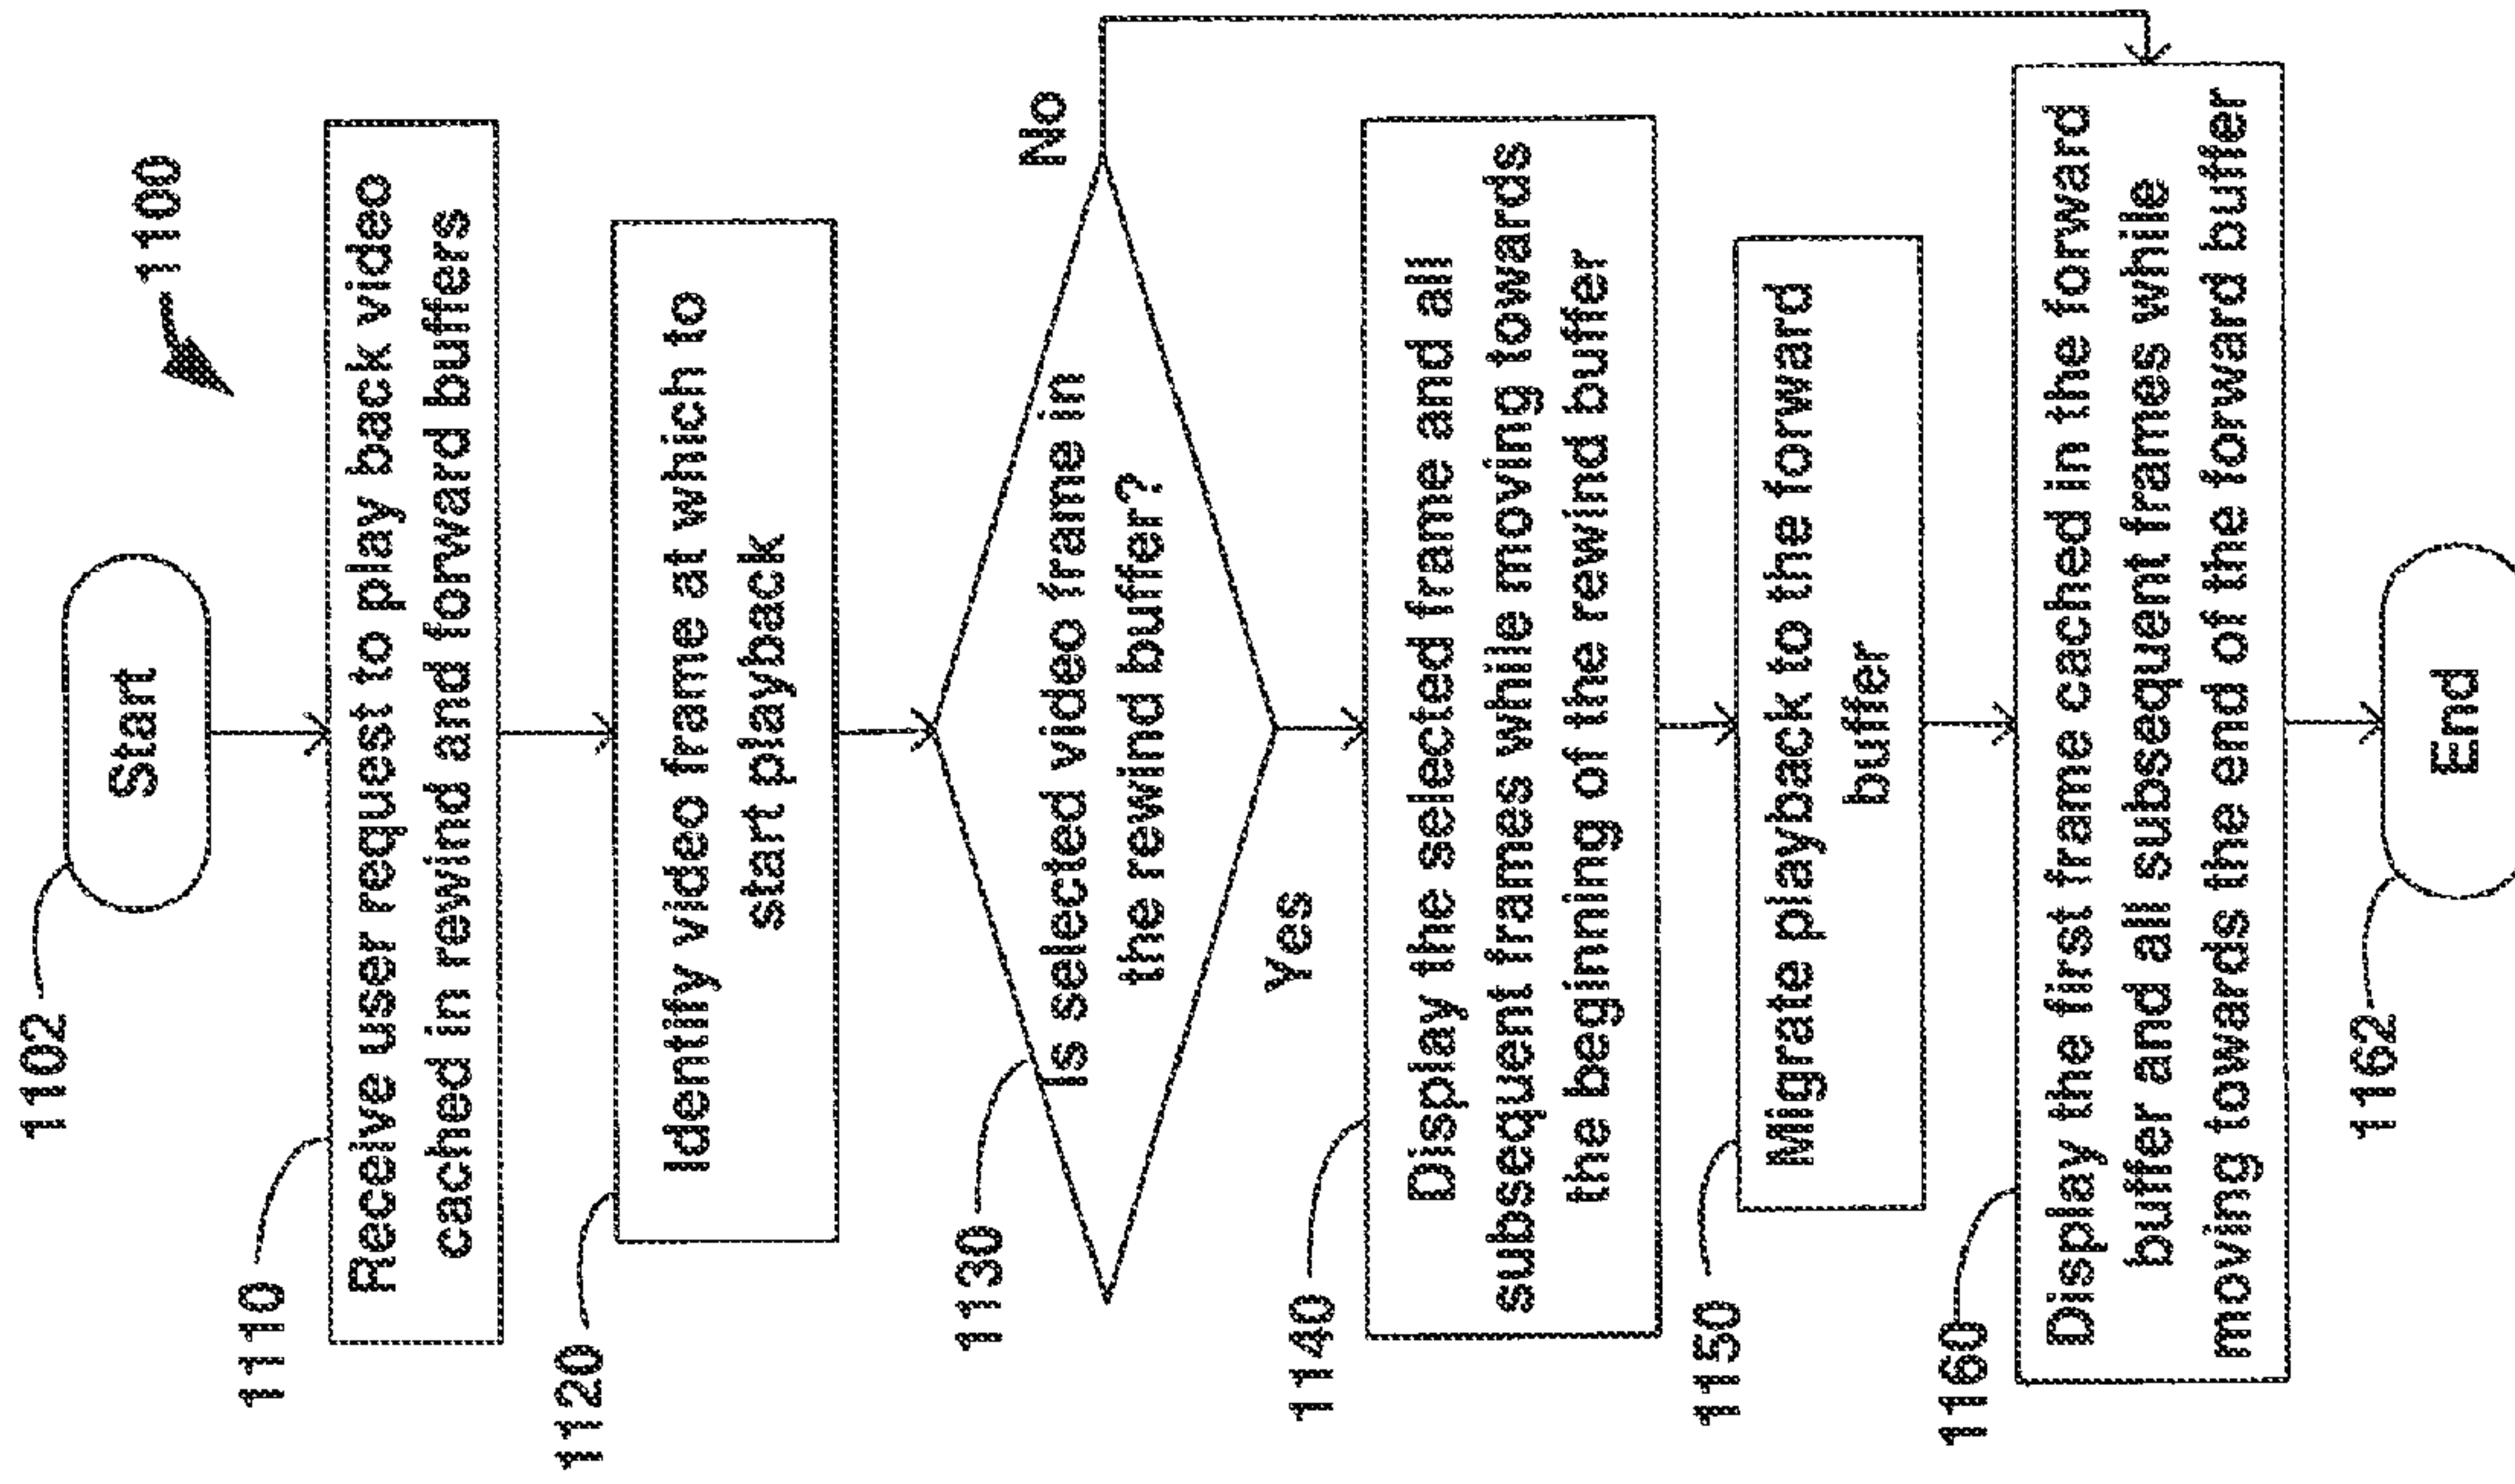 1100
1102
Start
1110
Receive user request to play back video
cached in rewind and forward buffers
1120
Identify video frame at which to
start playback
1130
Is selected video frame in
the rewind buffer?
No
Yes
1140
Display the selected frame and all
subsequent frames while moving towards
the beginning of the rewind buffer
1150
Migrate playback to the forward
buffer
1160
Display the first frame cached in the forward
buffer and all subsequent frames while
moving towards the end of the forward buffer
1162
End